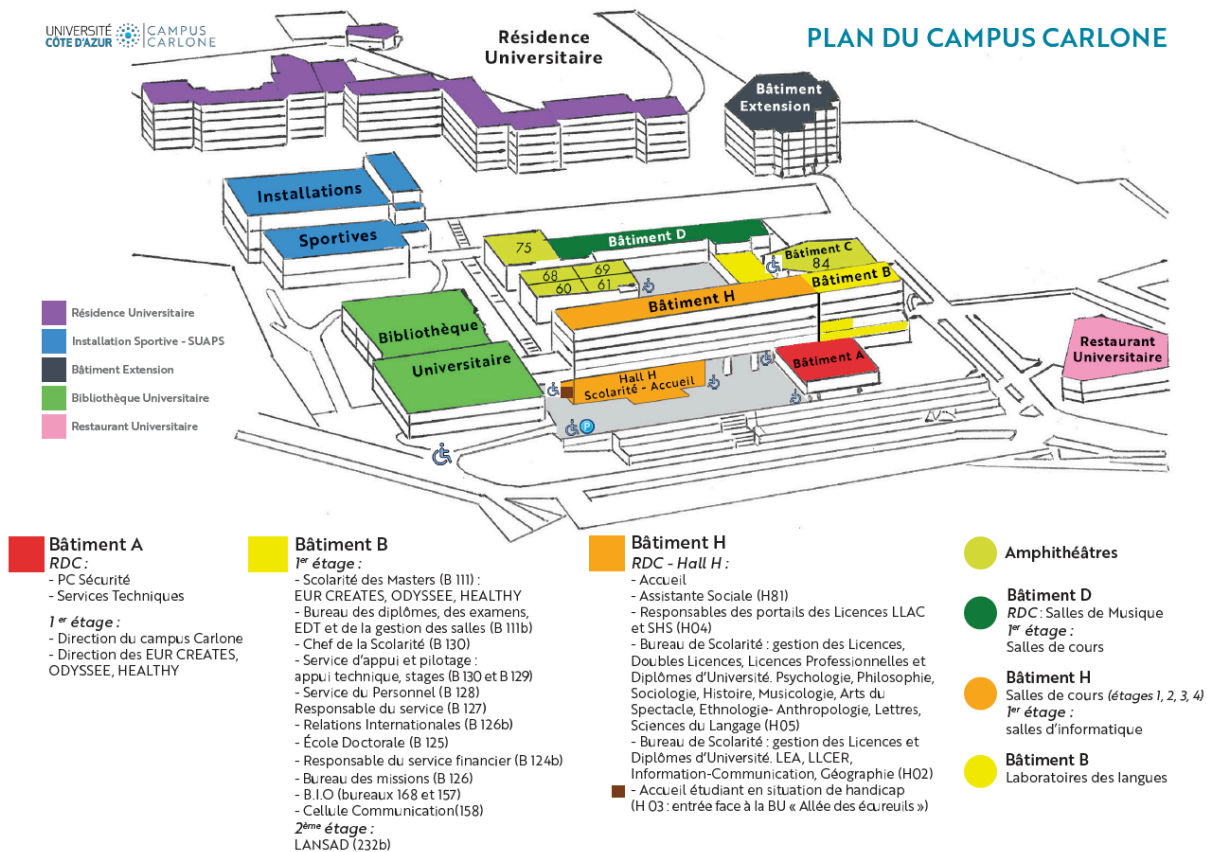 UNIVERSITÉ
CÔTE D'AZUR
CAMPUS
CARLONE
Résidence
Universitaire
PLAN DU CAMPUS CARLONE
Bâtiment
Extension
Installations
Sportives
75
Bâtiment D
68
69
60
61
Bâtiment C
84
Bâtiment B
Bâtiment H
Bibliothèque
Universitaire
Hall H
Scolarité - Accueil
Bâtiment A
Restaurant
Universitaire
P
Résidence Universitaire
Installation Sportive - SUAPS
Bâtiment Extension
Bibliothèque Universitaire
Restaurant Universitaire
Bâtiment A
RDC :
- PC Sécurité
- Services Techniques
1er étage :
- Direction du campus Carlone
- Direction des EUR CREATES,
ODYSSEE, HEALTHY
Bâtiment B
1er étage :
- Scolarité des Masters (B 111) :
EUR CREATES, ODYSSEE, HEALTHY
- Bureau des diplômes, des examens,
EDT et de la gestion des salles (B 111b)
- Chef de la Scolarité (B 130)
- Service d'appui et pilotage :
appui technique, stages (B 130 et B 129)
- Service du Personnel (B 128)
Responsable du service (B 127)
- Relations Internationales (B 126b)
- École Doctorale (B 125)
- Responsable du service financier (B 124b)
- Bureau des missions (B 126)
- B.I.O (bureaux 168 et 157)
- Cellule Communication(158)
2ème étage :
LANSAD (232b)
Bâtiment H
RDC - Hall H :
- Accueil
- Assistante Sociale (H81)
- Responsables des portails des Licences LLAC
et SHS (H04)
- Bureau de Scolarité : gestion des Licences,
Doubles Licences, Licences Professionnelles et
Diplômes d'Université. Psychologie, Philosophie,
Sociologie, Histoire, Musicologie, Arts du
Spectacle, Ethnologie- Anthropologie, Lettres,
Sciences du Langage (H05)
- Bureau de Scolarité : gestion des Licences et
Diplômes d'Université. LEA, LLCER,
Information-Communication, Géographie (H02)
- Accueil étudiant en situation de handicap
(H 03 : entrée face à la BU « Allée des écureuils »)
Amphithéâtres
Bâtiment D
RDC : Salles de Musique
1er étage :
Salles de cours
Bâtiment H
Salles de cours (étages 1, 2, 3, 4)
1er étage :
salles d'informatique
Bâtiment B
Laboratoires des langues